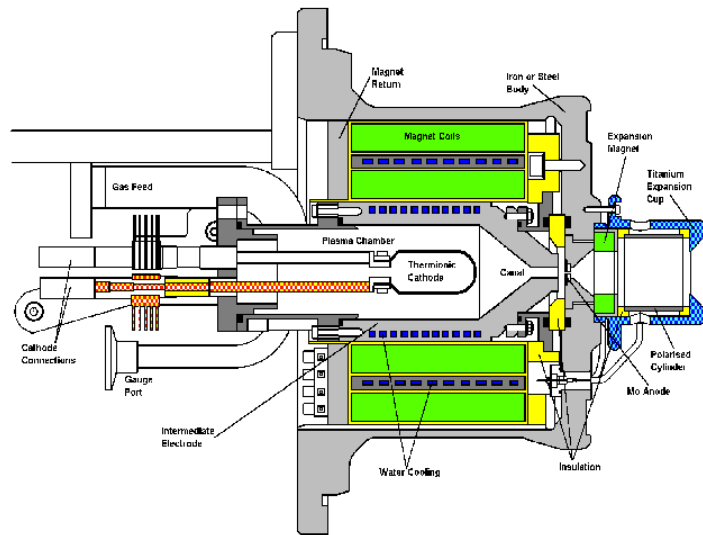 Magnet
Return
Iron or Steel
Body
Magnet Coils
Expansion
Magnet
Titanium
Expansion
Cup
Gas Feed
Plasma Chamber
Thermionic
Cathode
Canal
Cathode
Connections
Gauge
Port
Polarised
Cylinder
Mo Anode
Intermediate
Electrode
Water Cooling
Insulation